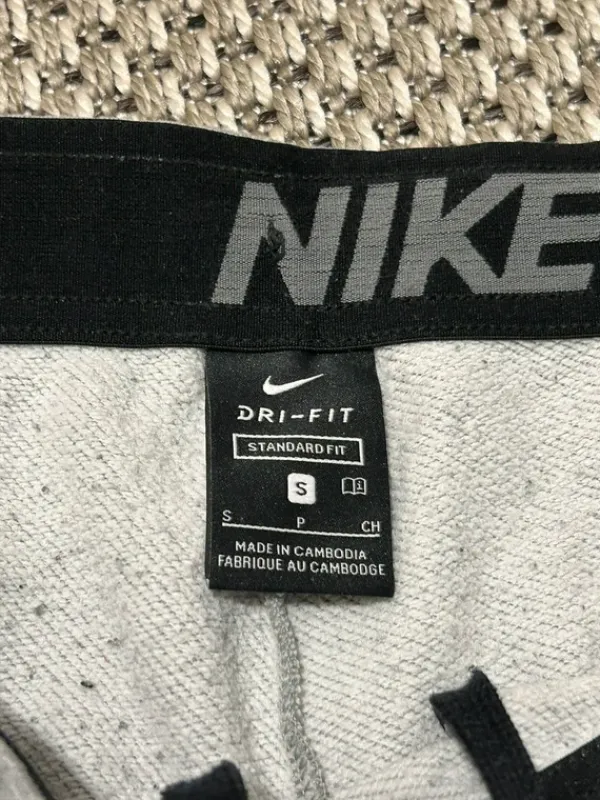 NIKE
DRI-FIT
STANDARD FIT
S
S P CH
MADE IN CAMBODIA
FABRIQUE AU CAMBODGE